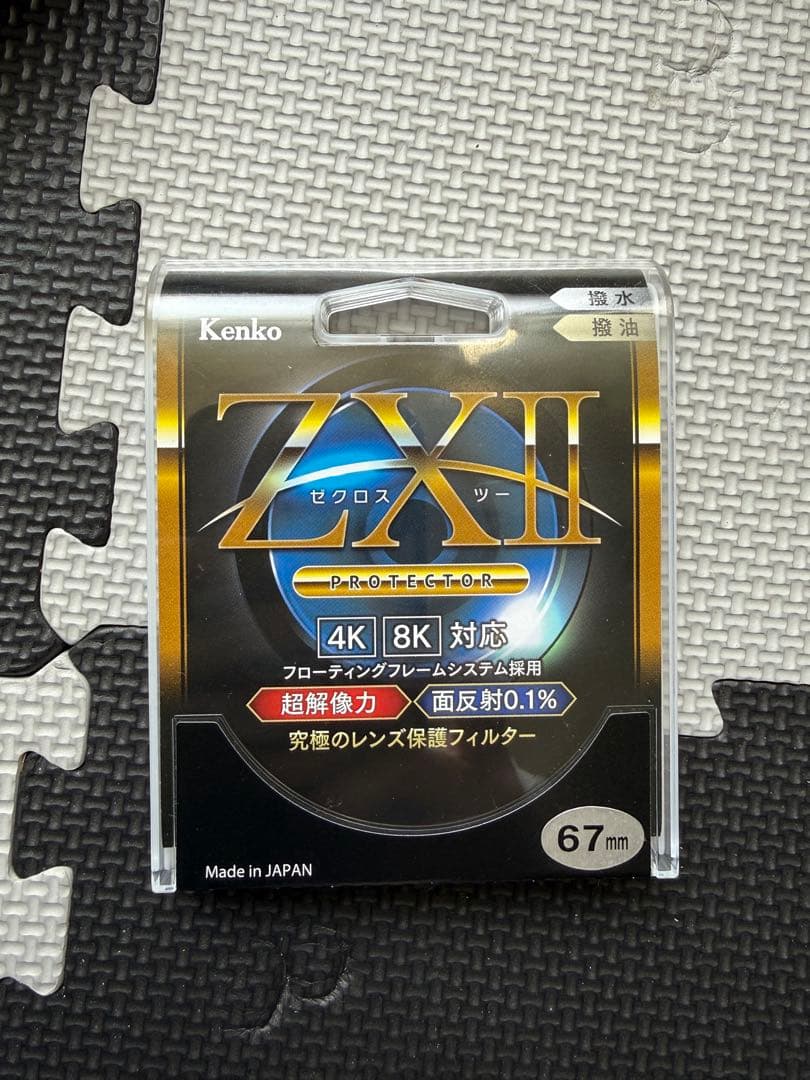 撥水
Kenko
撥油
ZXII
ゼクロス ツー
PROTECTOR
4K 8K 対応
フローティングフレームシステム採用
超解像力 面反射0.1%
究極のレンズ保護フィルター
67mm
Made in JAPAN